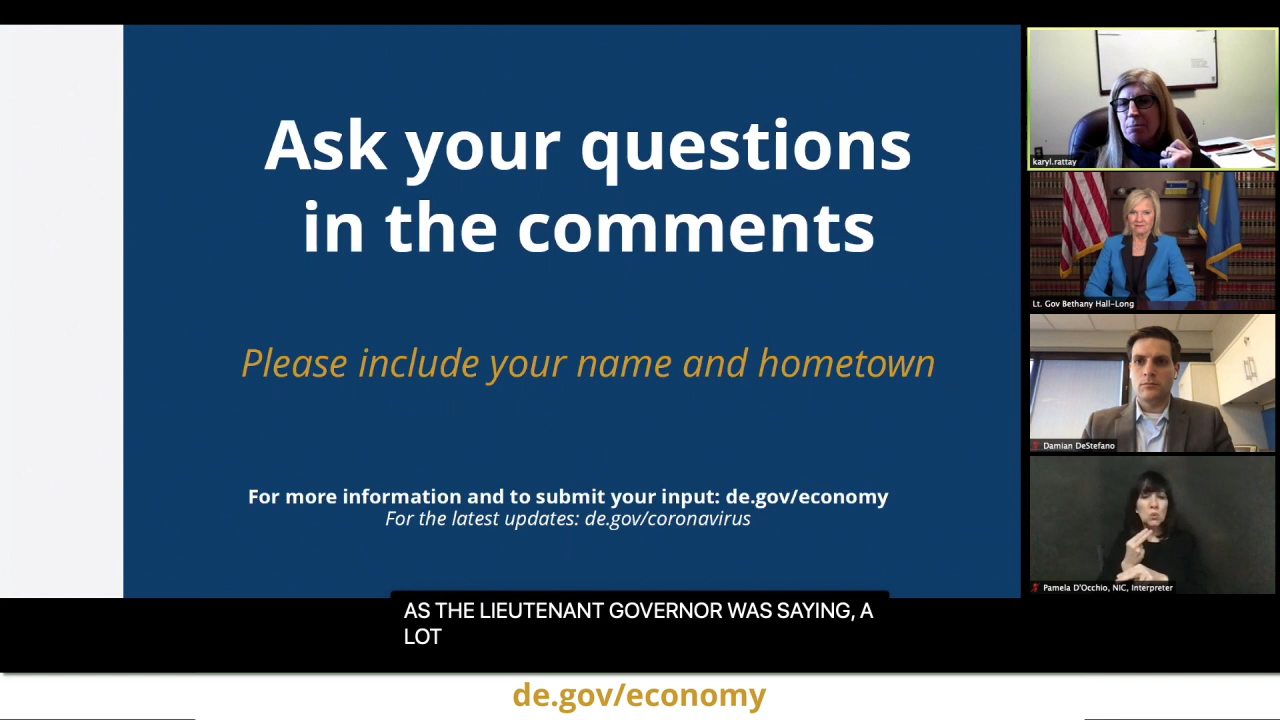 Ask your questions
in the comments
Please include your name and hometown
For more information and to submit your input: de.gov/economy
For the latest updates: de.gov/coronavirus
karyl.rattay
Lt. Gov Bethany Hall-Long
Damian DeStefano
Pamela D'Occhio, NIC, Interpreter
AS THE LIEUTENANT GOVERNOR WAS SAYING, A
LOT
de.gov/economy